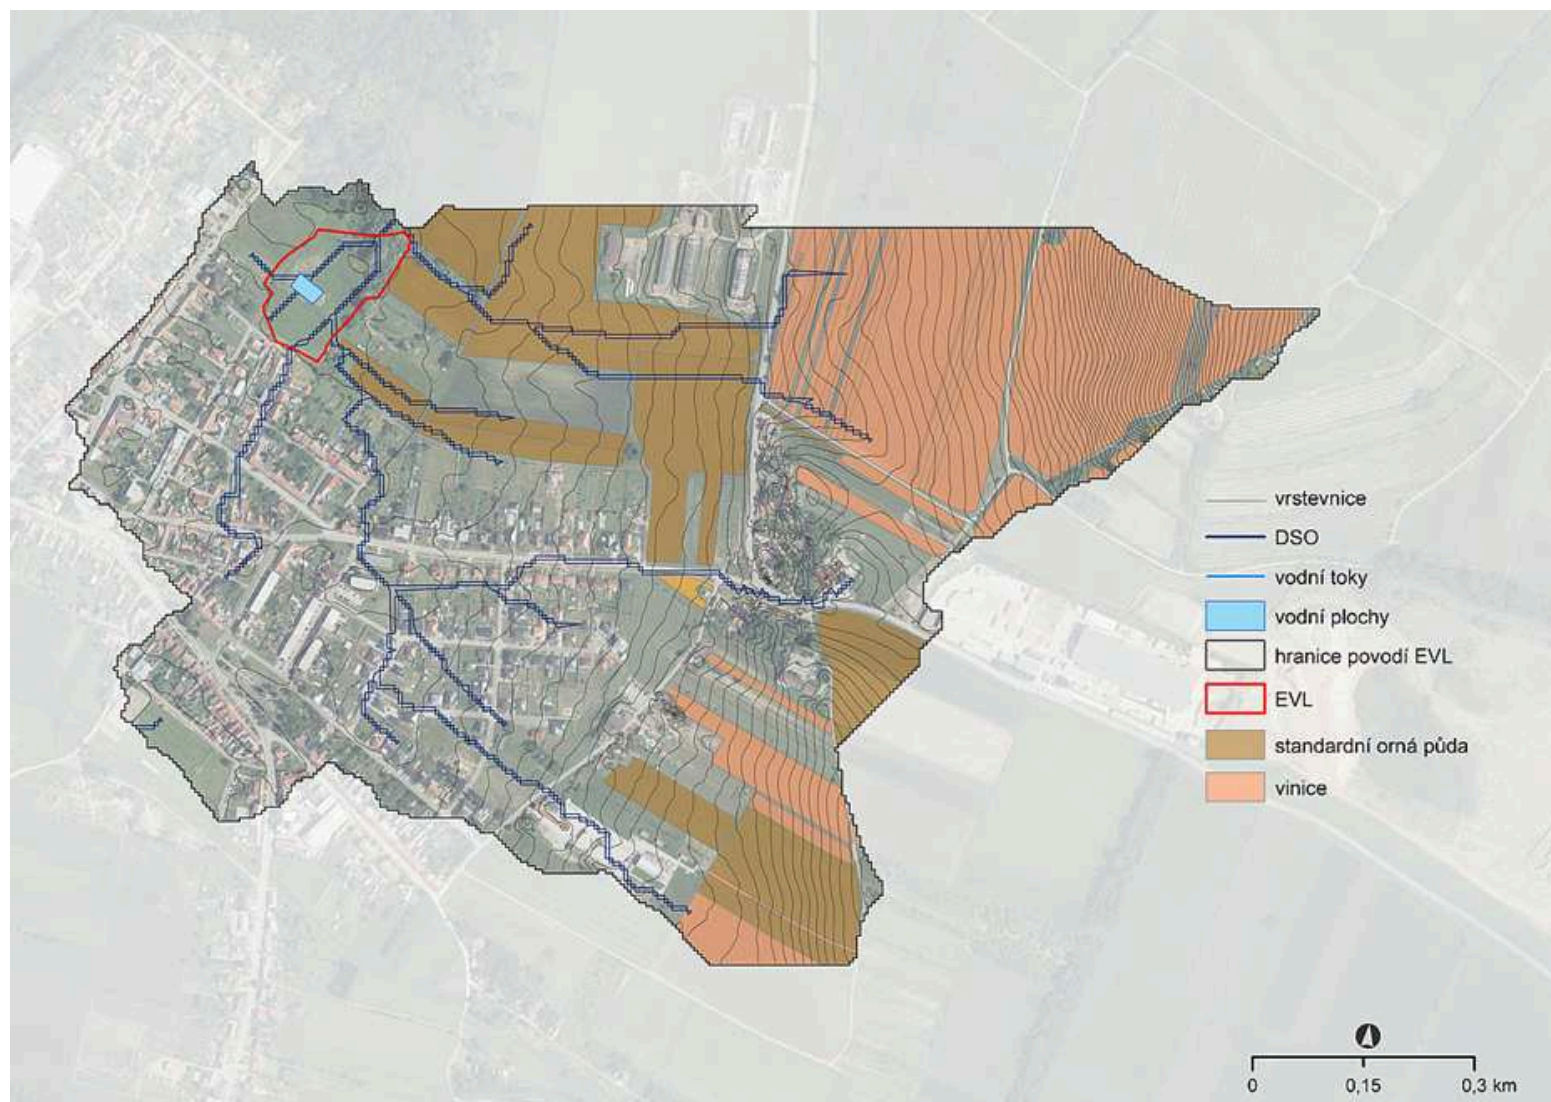 vrstevnice
DSO
vodní toky
vodní plochy
hranice povodí EVL
EVL
standardní orná půda
vinice
0 0,15 0,3 km